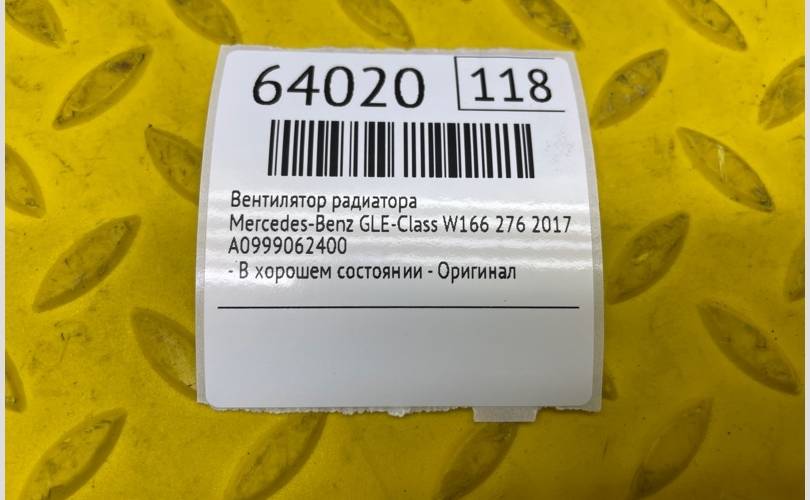 64020 118
Вентилятор радиатора
Mercedes-Benz GLE-Class W166 276 2017
A0999062400
- В хорошем состоянии - Оригинал